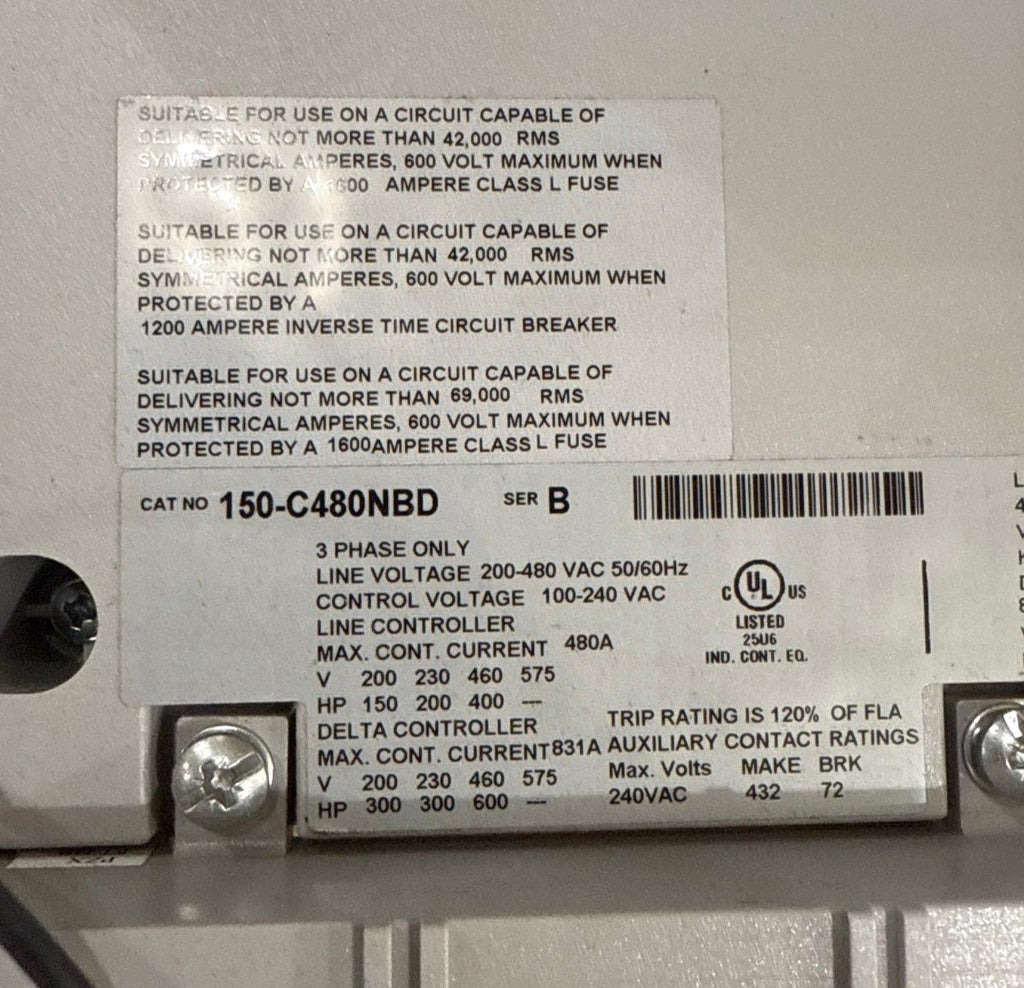 SUITABLE FOR USE ON A CIRCUIT CAPABLE OF
DELIVERING NOT MORE THAN 42,000 RMS
SYMMETRICAL AMPERES, 600 VOLT MAXIMUM WHEN
PROTECTED BY A 1600 AMPERE CLASS L FUSE
SUITABLE FOR USE ON A CIRCUIT CAPABLE OF
DELIVERING NOT MORE THAN 42,000 RMS
SYMMETRICAL AMPERES, 600 VOLT MAXIMUM WHEN
PROTECTED BY A
1200 AMPERE INVERSE TIME CIRCUIT BREAKER
SUITABLE FOR USE ON A CIRCUIT CAPABLE OF
DELIVERING NOT MORE THAN 69,000 RMS
SYMMETRICAL AMPERES, 600 VOLT MAXIMUM WHEN
PROTECTED BY A 1600AMPERE CLASS L FUSE
CAT NO 150-C480NBD SER B
3 PHASE ONLY
LINE VOLTAGE 200-480 VAC 50/60Hz
CONTROL VOLTAGE 100-240 VAC
LINE CONTROLLER
MAX. CONT. CURRENT 480A
V 200 230 460 575
HP 150 200 400 ---
DELTA CONTROLLER
MAX. CONT. CURRENT 831A
V 200 230 460 575
HP 300 300 600 ---
C UL US
LISTED
25U6
IND. CONT. EQ.
TRIP RATING IS 120% OF FLA
AUXILIARY CONTACT RATINGS
Max. Volts MAKE BRK
240VAC 432 72